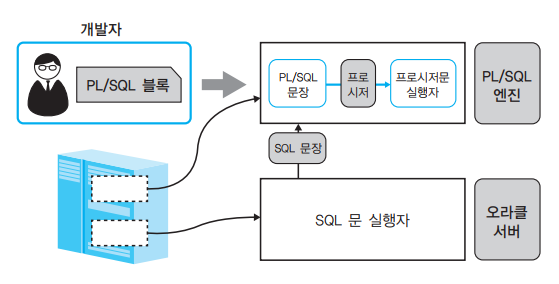 개발자
PL/SQL 블록
PL/SQL
문장
프로
시저
프로시저문
실행자
PL/SQL
엔진
SQL 문장
SQL 문 실행자
오라클
서버